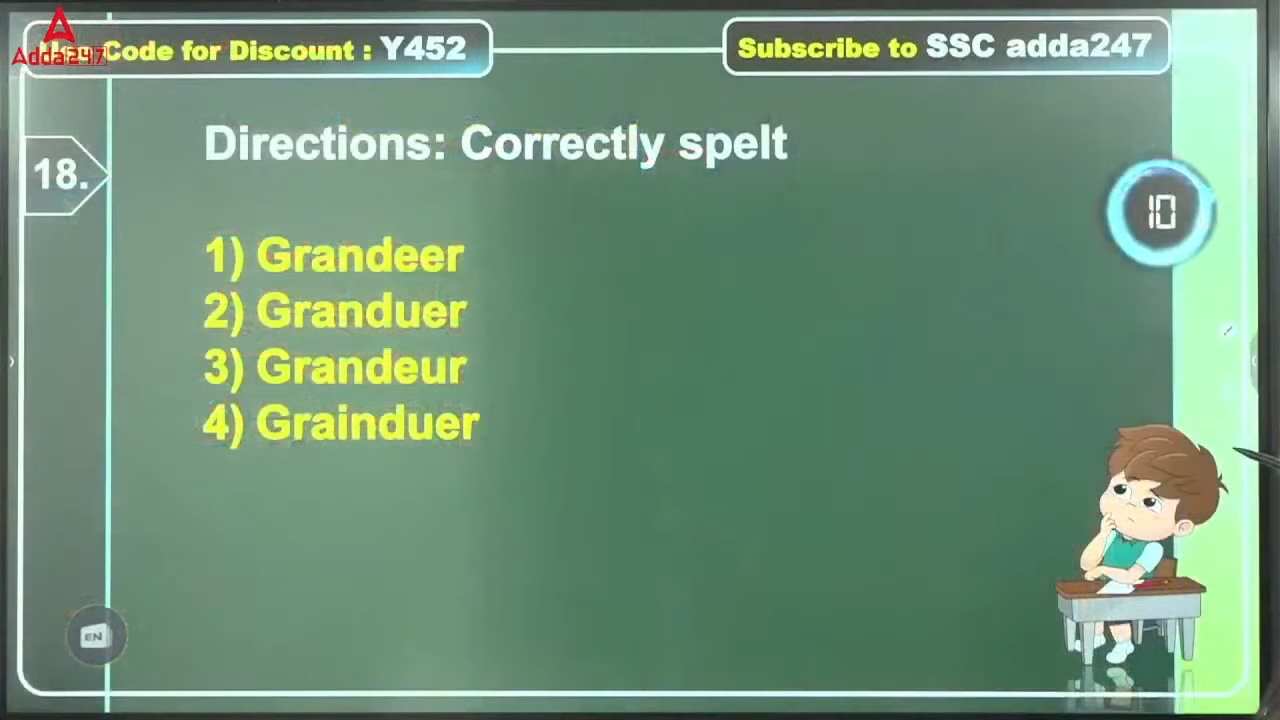 Adda247
Code for Discount : Y452
Subscribe to SSC adda247
18.
Directions: Correctly spelt
10
1) Grandeer
2) Granduer
3) Grandeur
4) Grainduer
EN